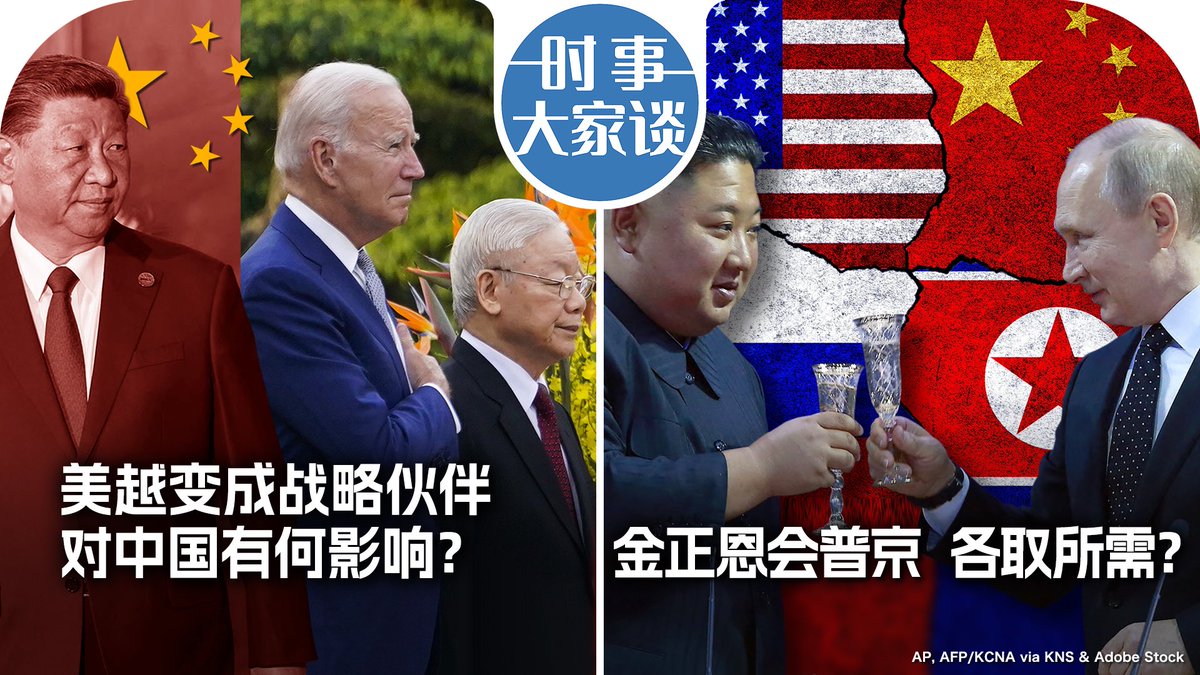 时事
大家谈
美越变成战略伙伴
对中国有何影响?
金正恩会普京 各取所需?
AP, AFP/KCNA via KNS & Adobe Stock